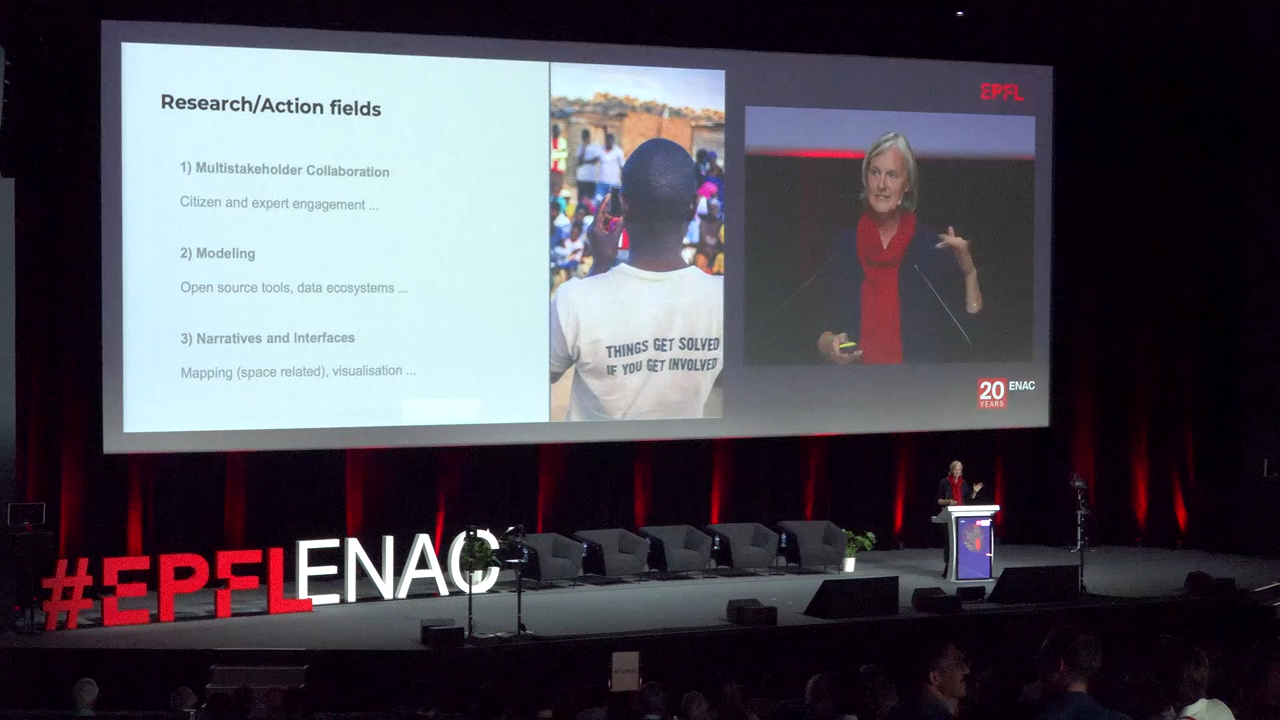 Research/Action fields
1) Multistakeholder Collaboration
Citizen and expert engagement ...
2) Modeling
Open source tools, data ecosystems ...
3) Narratives and Interfaces
Mapping (space related), visualisation ...
THINGS GET SOLVED
IF YOU GET INVOLVED
EPFL
20 YEARS
ENAC
#EPFLENAC